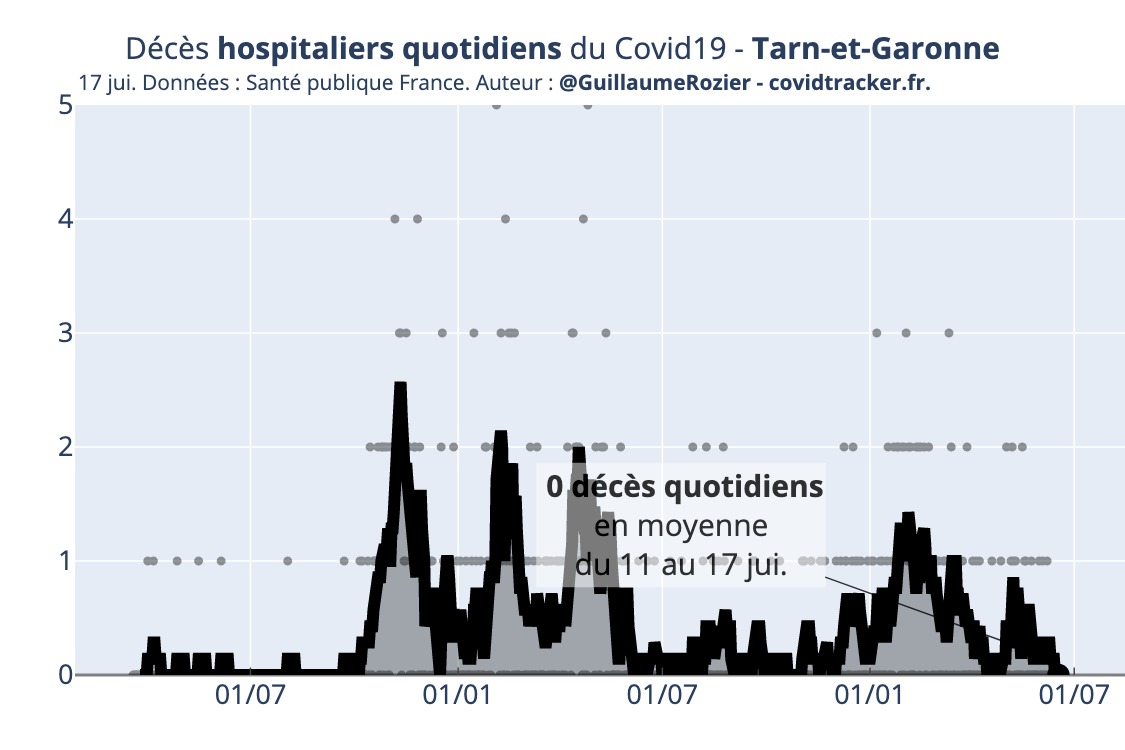 Décès hospitaliers quotidiens du Covid19 - Tarn-et-Garonne
17 jui. Données : Santé publique France. Auteur : @GuillaumeRozier - covidtracker.fr.
5
4
3
2
0 décès quotidiens
en moyenne
1
du 11 au 17 jui.
0
01/07 01/01 01/07 01/01 01/07